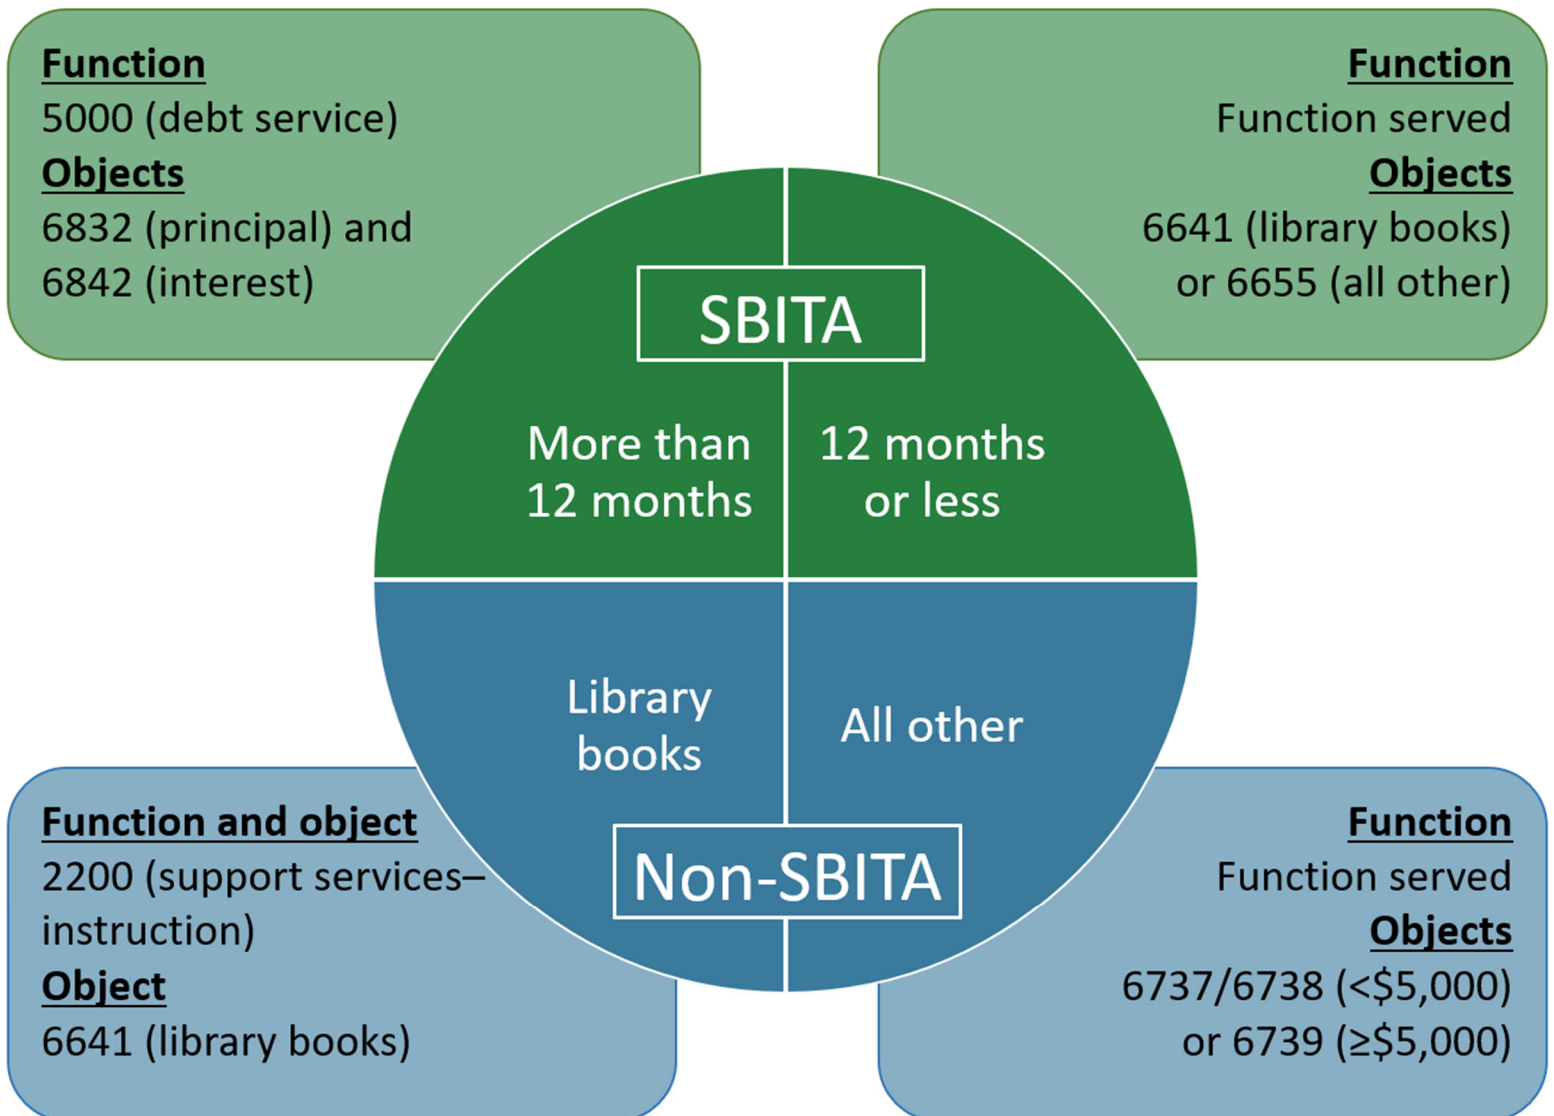 Function
5000 (debt service)
Objects
6832 (principal) and
6842 (interest)
Function
Function served
Objects
6641 (library books)
or 6655 (all other)
SBITA
More than
12 months
12 months
or less
Library
books
All other
Non-SBITA
Function and object
2200 (support services–
instruction)
Object
6641 (library books)
Function
Function served
Objects
6737/6738 (<$5,000)
or 6739 (≥$5,000)